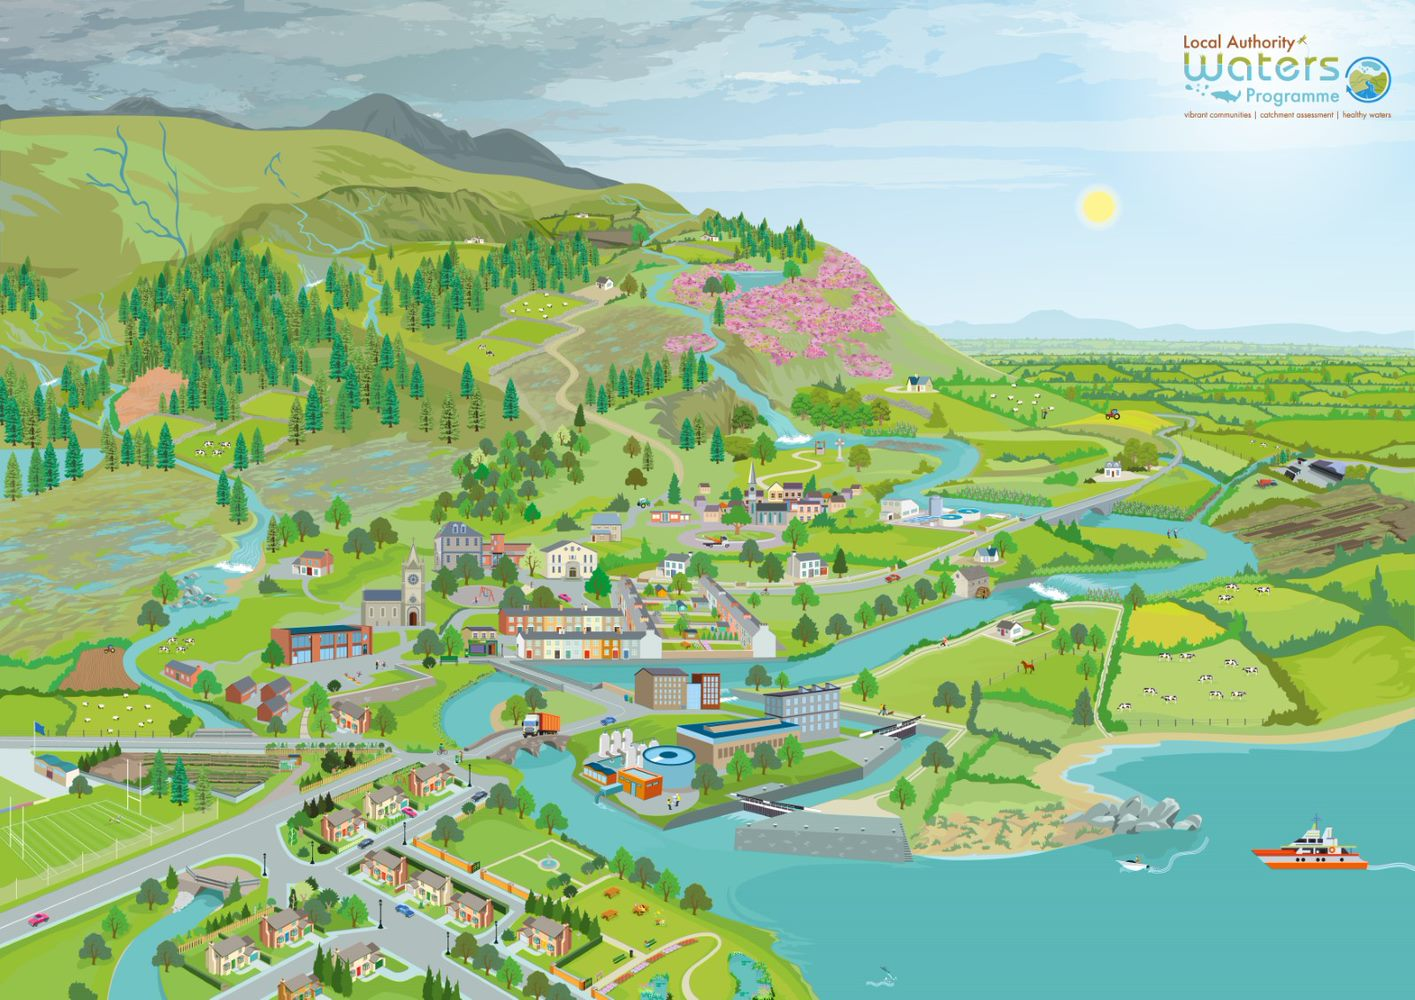 Local Authority
Waters
Programme
vibrant communities | catchment assessment | healthy waters